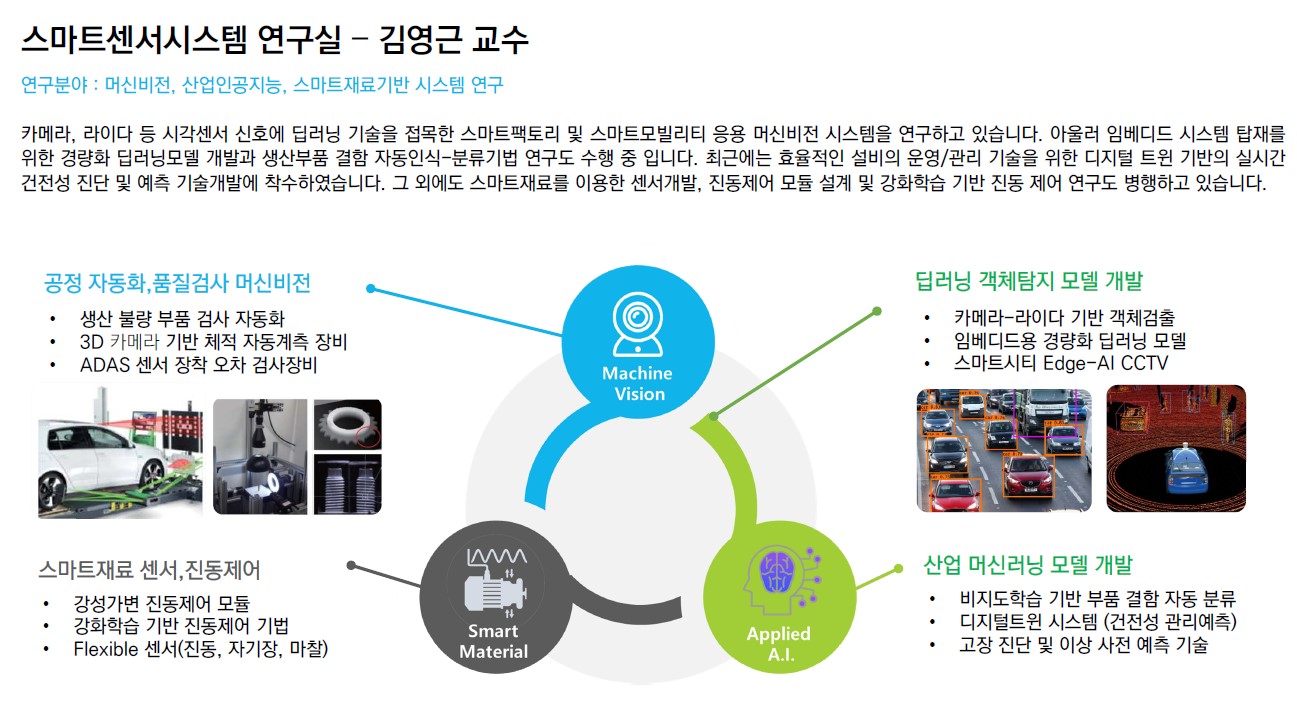 스마트센서시스템 연구실 – 김영근 교수
연구분야 : 머신비전, 산업인공지능, 스마트재료기반 시스템 연구
카메라, 라이다 등 시각센서 신호에 딥러닝 기술을 접목한 스마트팩토리 및 스마트모빌리티 응용 머신비전 시스템을 연구하고 있습니다. 아울러 임베디드 시스템 탑재를
위한 경량화 딥러닝모델 개발과 생산부품 결함 자동인식-분류기법 연구도 수행 중 입니다. 최근에는 효율적인 설비의 운영/관리 기술을 위한 디지털 트윈 기반의 실시간
건전성 진단 및 예측 기술개발에 착수하였습니다. 그 외에도 스마트재료를 이용한 센서개발, 진동제어 모듈 설계 및 강화학습 기반 진동 제어 연구도 병행하고 있습니다.
공정 자동화,품질검사 머신비전
• 생산 불량 부품 검사 자동화
• 3D 카메라 기반 체적 자동계측 장비
• ADAS 센서 장착 오차 검사장비
Machine
Vision
딥러닝 객체탐지 모델 개발
• 카메라-라이다 기반 객체검출
• 임베디드용 경량화 딥러닝 모델
• 스마트시티 Edge-AI CCTV
스마트재료 센서,진동제어
• 강성가변 진동제어 모듈
• 강화학습 기반 진동제어 기법
• Flexible 센서(진동, 자기장, 마찰)
Smart
Material
Applied
A.I.
산업 머신러닝 모델 개발
• 비지도학습 기반 부품 결함 자동 분류
• 디지털트윈 시스템 (건전성 관리예측)
• 고장 진단 및 이상 사전 예측 기술